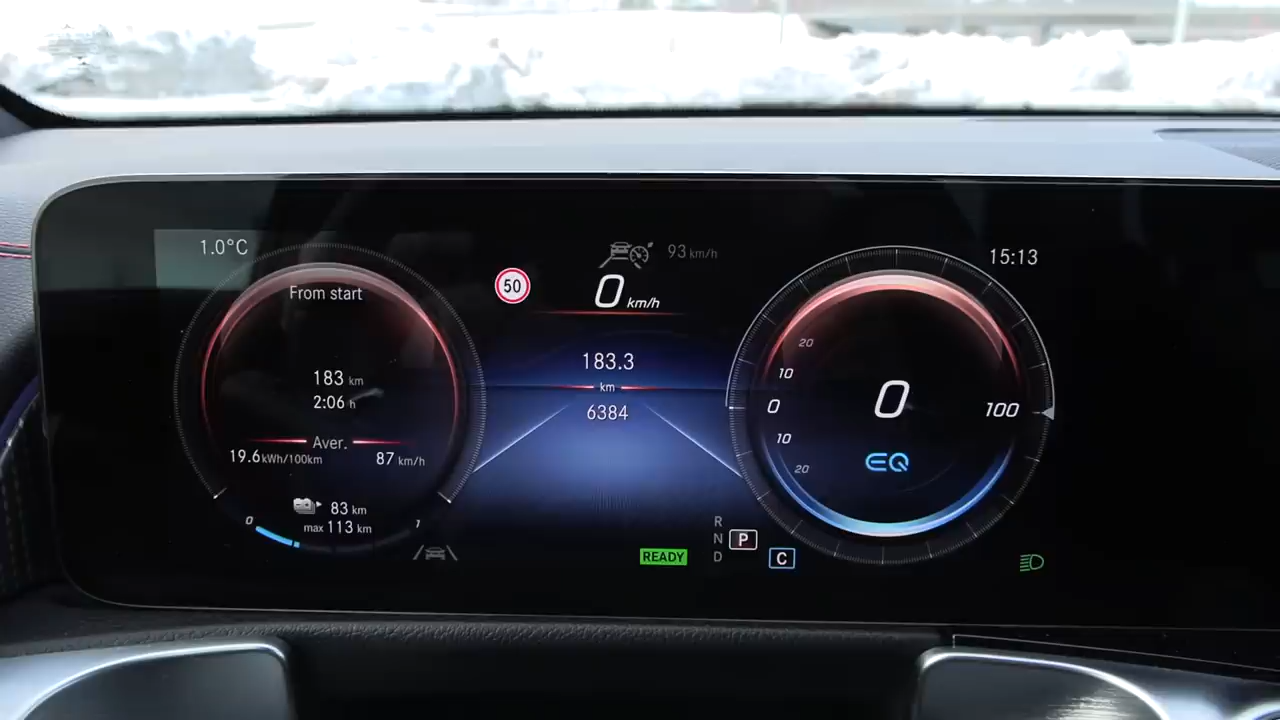 1.0°C
From start
183 km
2:06 h
Aver.
19.6 kWh/100km 87 km/h
83 km
max 113 km
0 1
93 km/h
50
0 km/h
183.3
km
6384
READY
R
N P
D
C
15:13
20
10
0
10
20
0
100
EQ